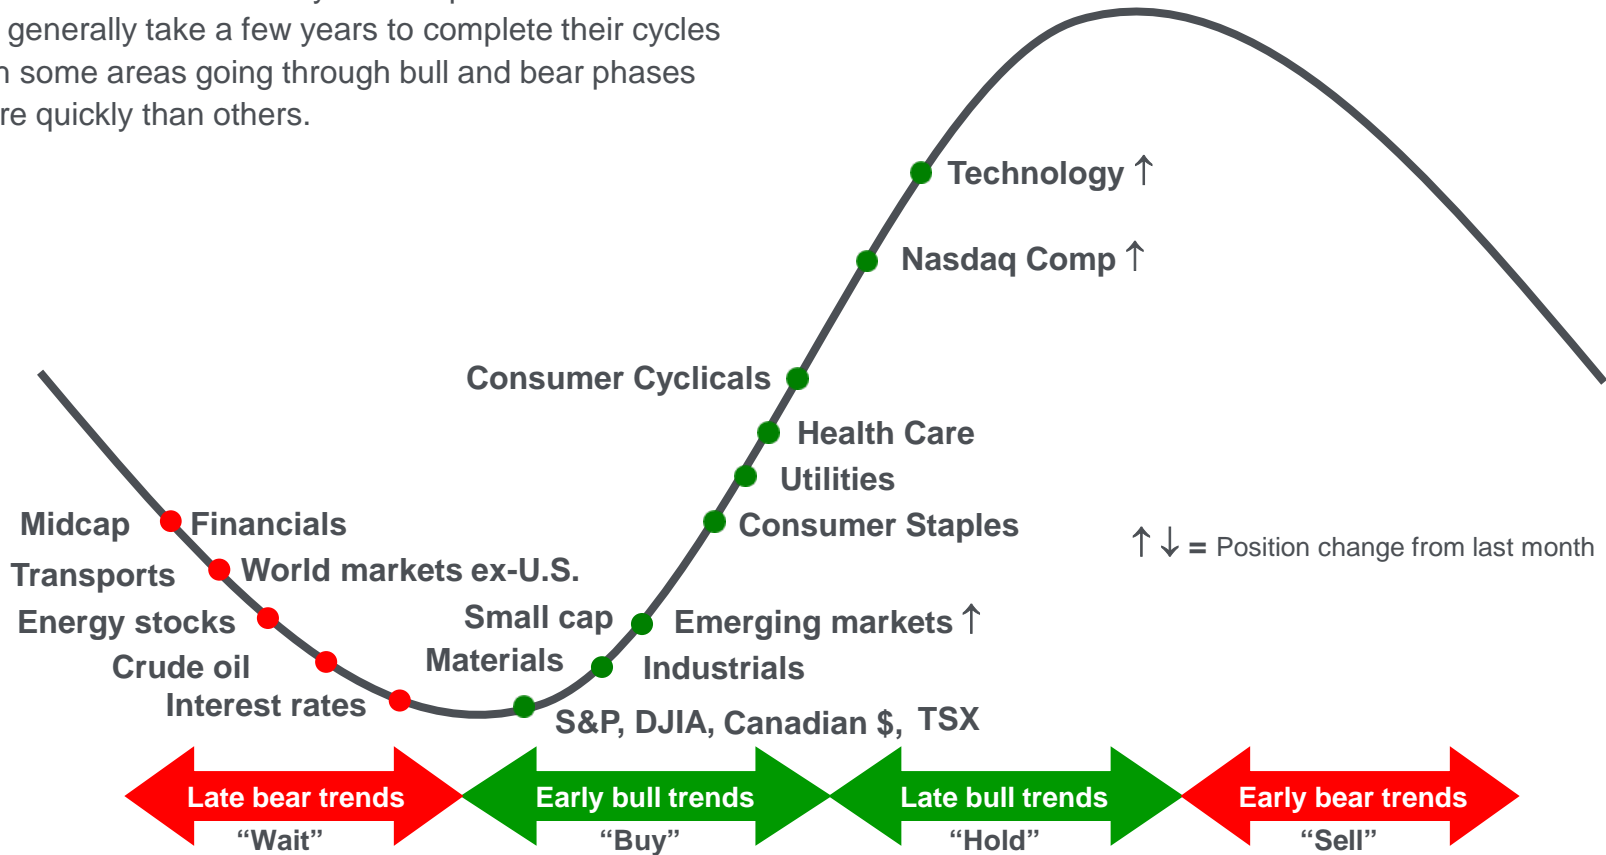 generally take a few years to complete their cycles
some areas going through bull and bear phases
quickly than others.
Technology ↑
Nasdaq Comp ↑
Consumer Cyclicals
Health Care
Utilities
Consumer Staples
↑ ↓ = Position change from last month
Midcap Financials
Transports World markets ex-U.S.
Energy stocks
Small cap Emerging markets ↑
Crude oil
Materials Industrials
Interest rates
S&P, DJIA, Canadian $, TSX
Late bear trends Early bull trends Late bull trends Early bear trends
“Wait” “Buy” “Hold” “Sell”